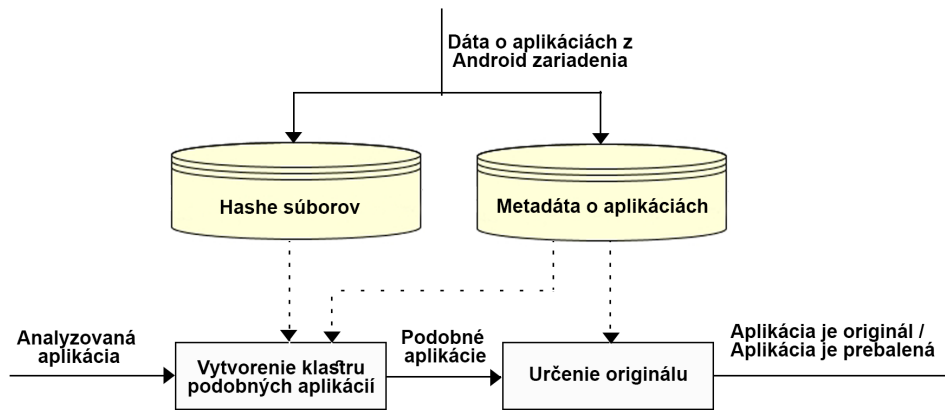 Dáta o aplikáciách z
Android zariadenia
Hashe súborov
Metadáta o aplikáciách
Analyzovaná
aplikácia
Vytvorenie klastru
podobných aplikácií
Podobné
aplikácie
Určenie originálu
Aplikácia je originál /
Aplikácia je prebalená